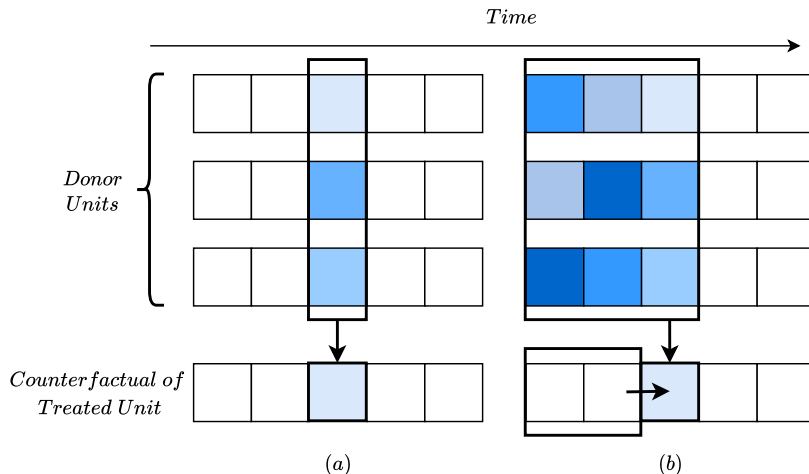 Time
Donor
Units
Counterfactual of
Treated Unit
(a)
(b)